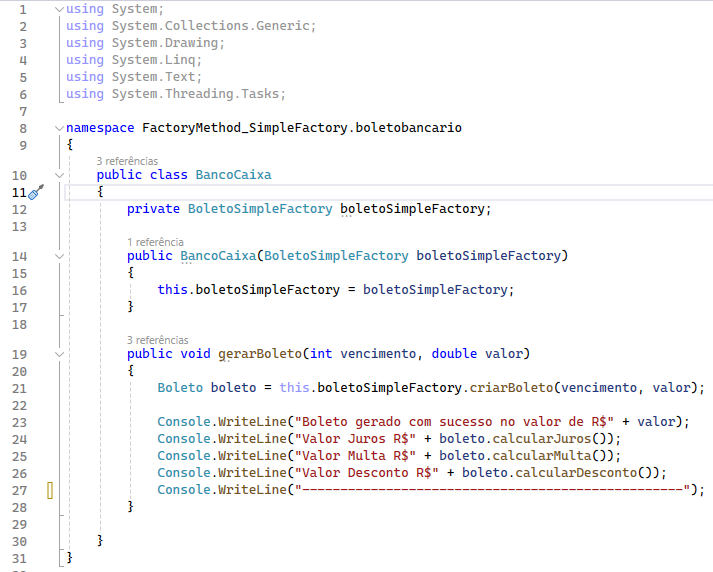 1 using System;
2 using System.Collections.Generic;
3 using System.Drawing;
4 using System.Linq;
5 using System.Text;
6 using System.Threading.Tasks;
7
8 namespace FactoryMethod_SimpleFactory.boletobancario
9 {
3 referências
10 public class BancoCaixa
11 {
12 private BoletoSimpleFactory boletoSimpleFactory;
13
1 referência
14 public BancoCaixa(BoletoSimpleFactory boletoSimpleFactory)
15 {
16 this.boletoSimpleFactory = boletoSimpleFactory;
17 }
18
3 referências
19 public void gerarBoleto(int vencimento, double valor)
20 {
21 Boleto boleto = this.boletoSimpleFactory.criarBoleto(vencimento, valor);
22
23 Console.WriteLine("Boleto gerado com sucesso no valor de R$" + valor);
24 Console.WriteLine("Valor Juros R$" + boleto.calcularJuros());
25 Console.WriteLine("Valor Multa R$" + boleto.calcularMulta());
26 Console.WriteLine("Valor Desconto R$" + boleto.calcularDesconto());
27 Console.WriteLine("--------------------------------------------------");
28 }
29
30 }
31 }